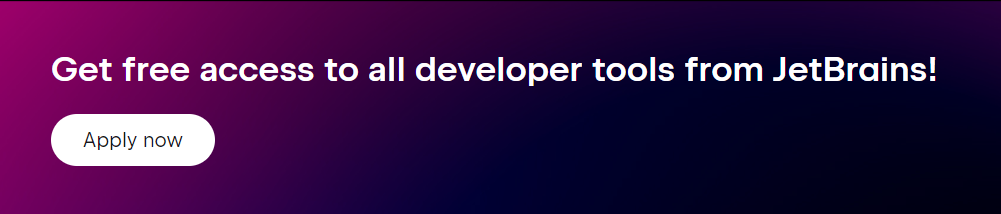 Get free access to all developer tools from JetBrains!
Apply now